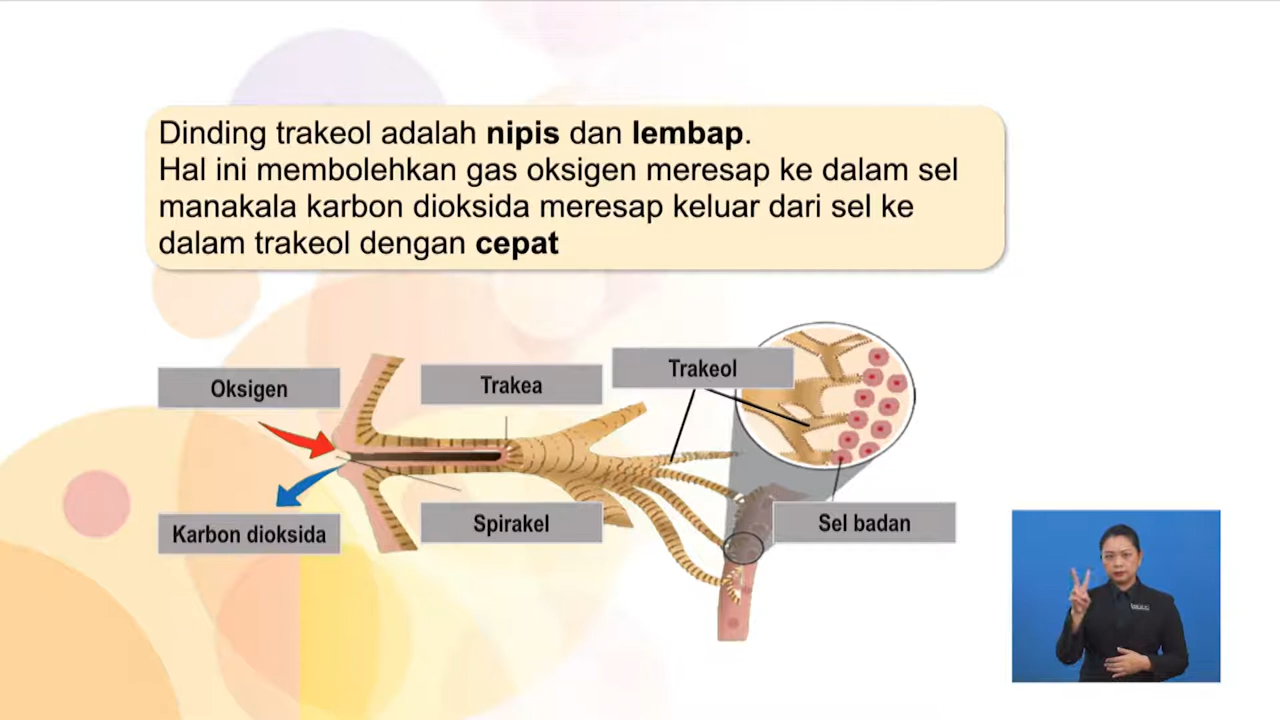 Dinding trakeol adalah nipis dan lembap.
Hal ini membolehkan gas oksigen meresap ke dalam sel
manakala karbon dioksida meresap keluar dari sel ke
dalam trakeol dengan cepat
Oksigen
Trakea
Trakeol
Karbon dioksida
Spirakel
Sel badan